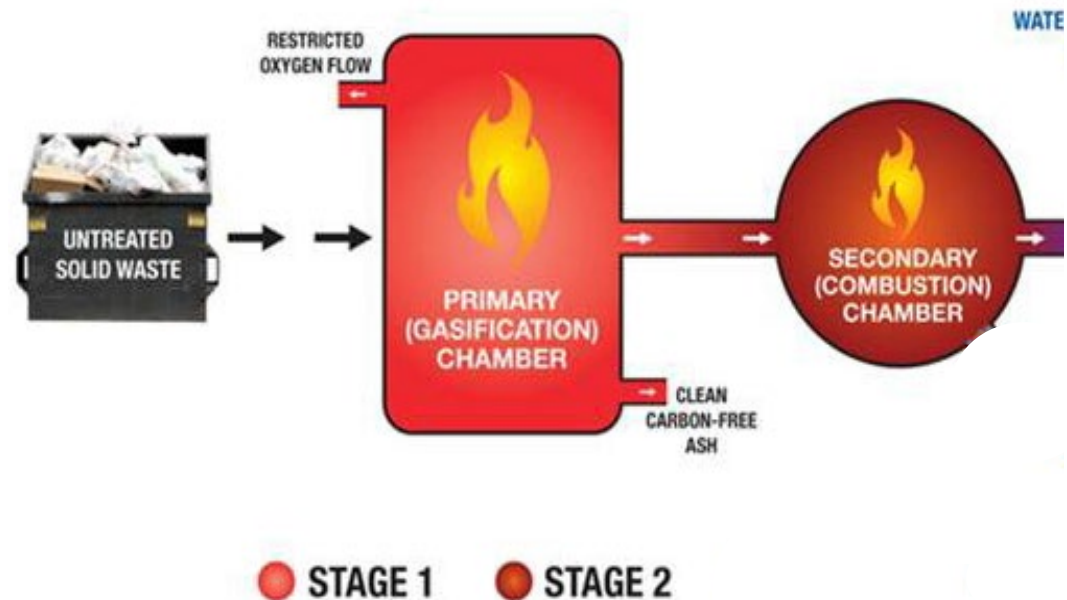 WATE
RESTRICTED
OXYGEN FLOW
UNTREATED
SOLID WASTE
PRIMARY
(GASIFICATION)
CHAMBER
SECONDARY
(COMBUSTION)
CHAMBER
CLEAN
CARBON-FREE
ASH
STAGE 1
STAGE 2